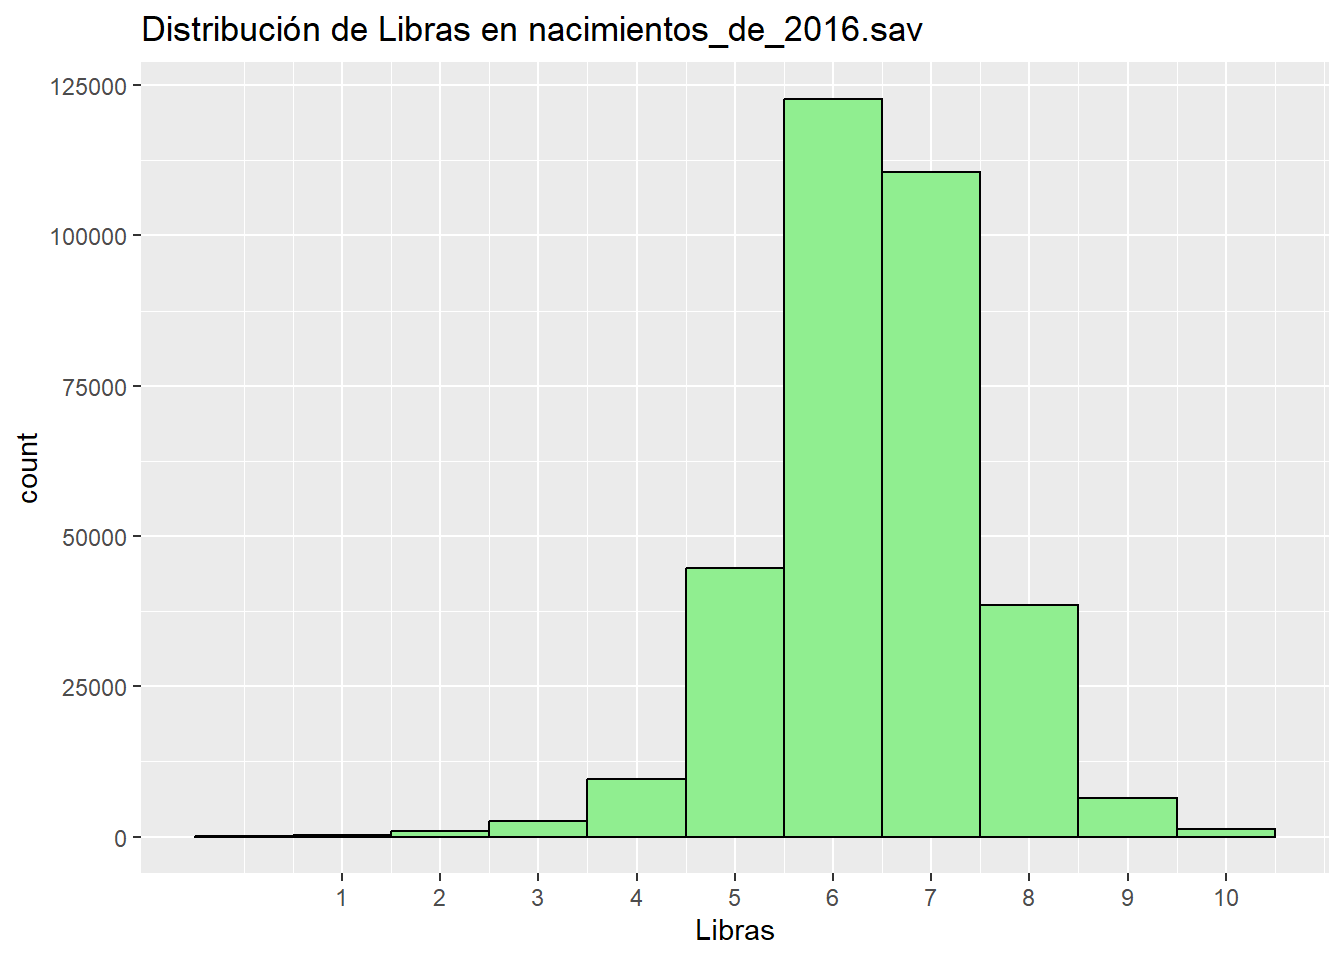 Distribución de Libras en nacimientos_de_2016.sav
125000
100000
75000
50000
25000
0
count
1 2 3 4 5 6 7 8 9 10
Libras